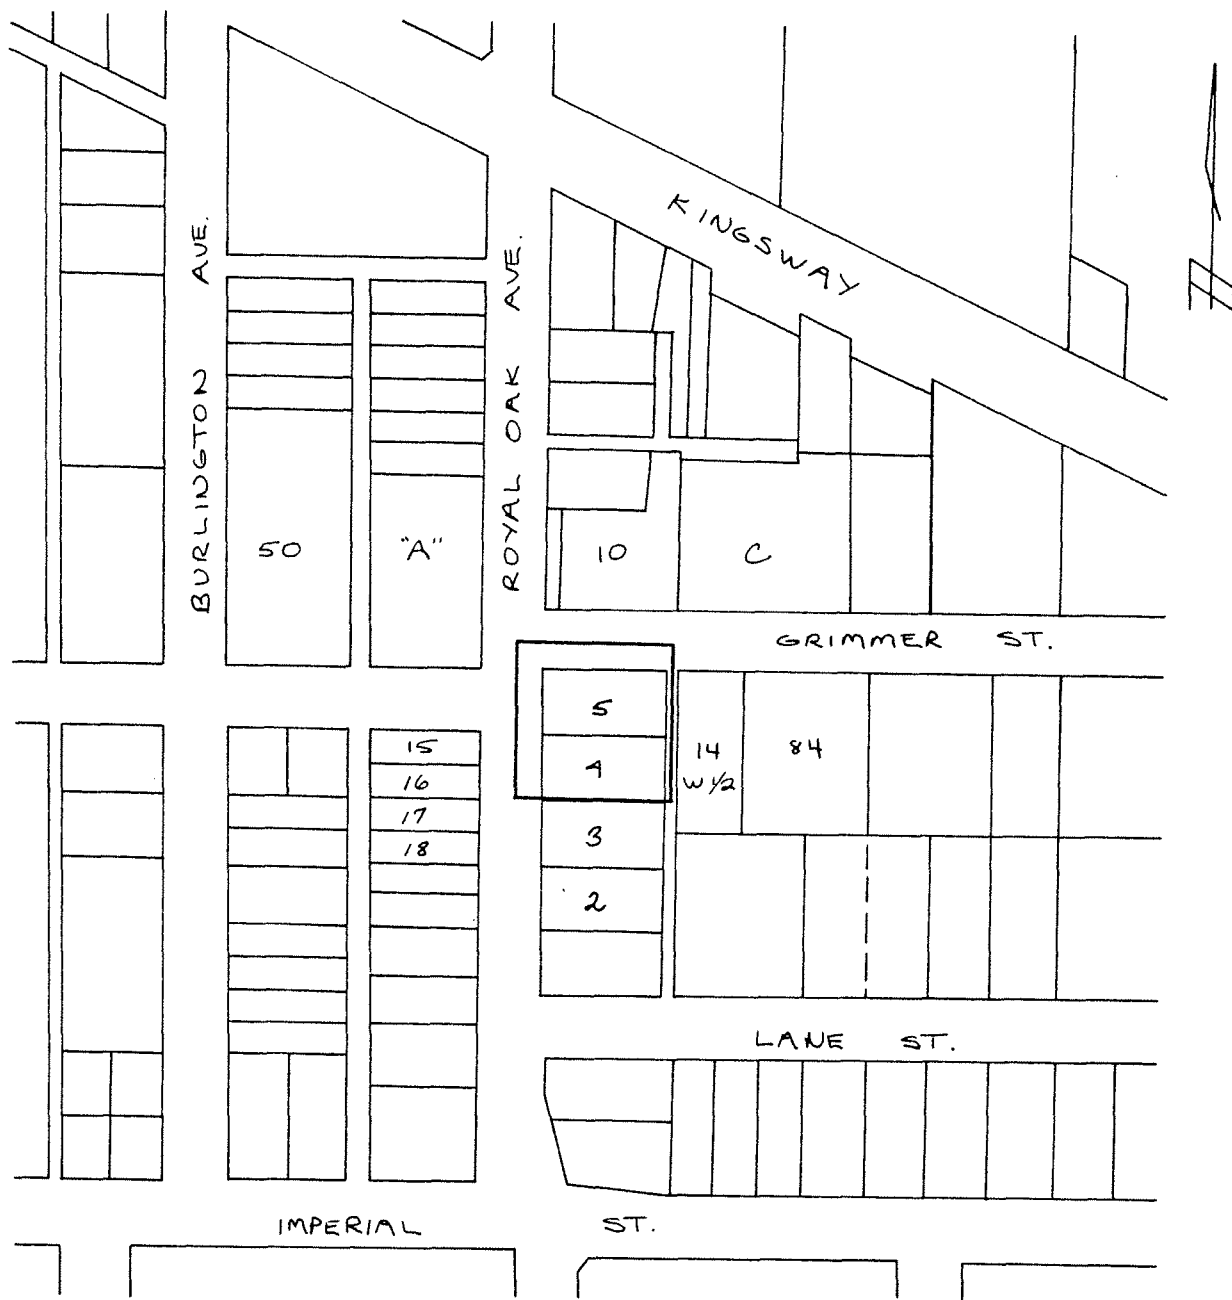 KINGSWAY
BURLINGTON AVE.
ROYAL OAK AVE.
50
"A"
10
C
GRIMMER ST.
5
4
3
2
15
16
17
18
14
W 1/2
84
LANE ST.
IMPERIAL ST.